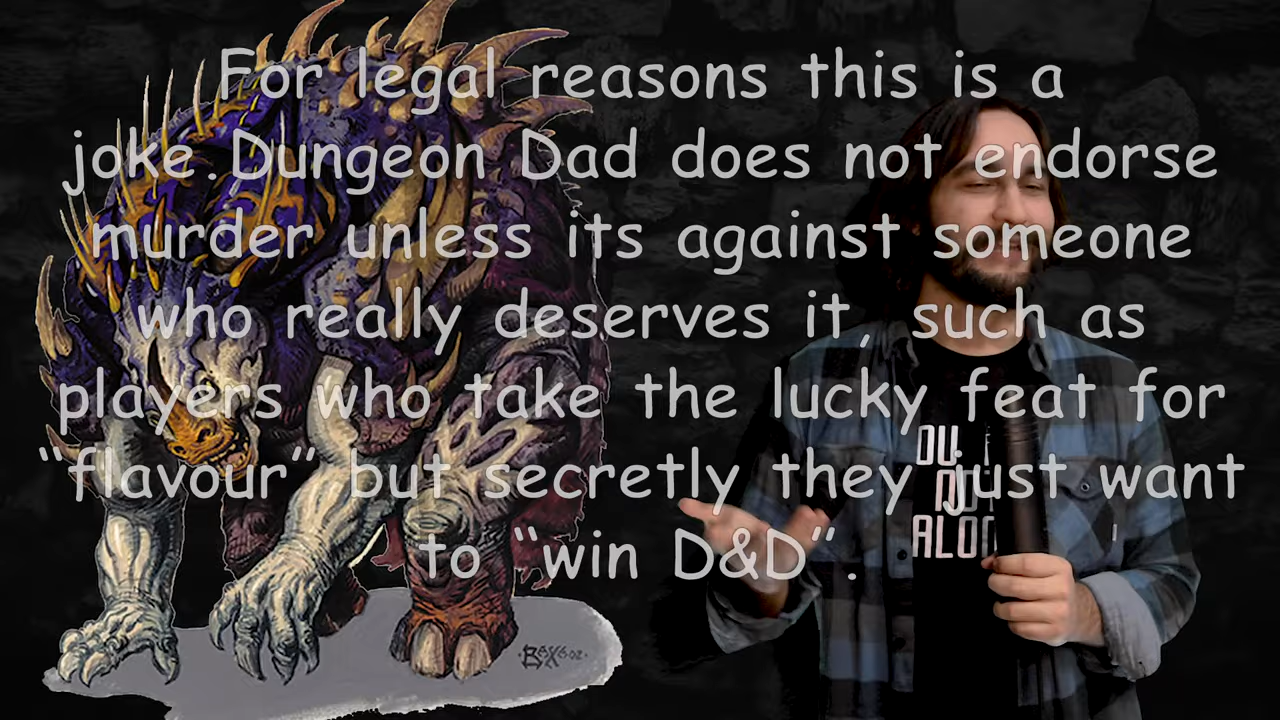 For legal reasons this is a
joke.Dungeon Dad does not endorse
murder unless its against someone
who really deserves it, such as
players who take the lucky feat for
“flavour” but secretly they just want
to “win D&D”.